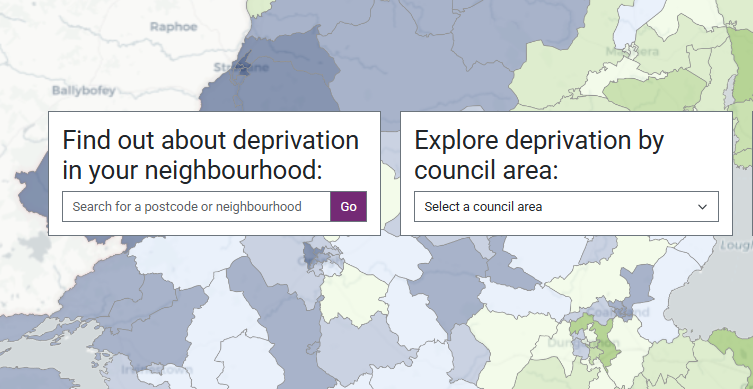 Raphoe
Ballybofey
Find out about deprivation
in your neighbourhood:
Search for a postcode or neighbourhood
Go
Explore deprivation by
council area:
Select a council area